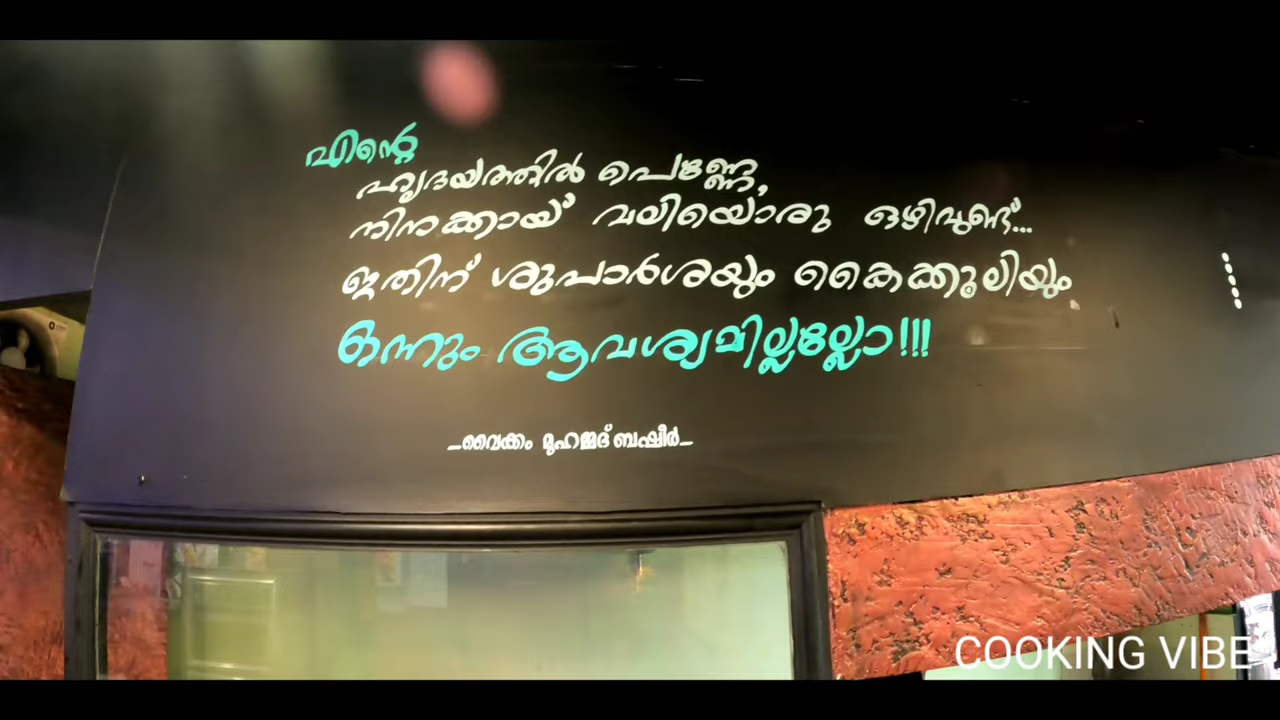 എന്റെ
ഹൃദയത്തിൽ പെണ്ണേ,
നിനക്കായ് വലിയൊരു ഒഴിവുണ്ട്...
ഇതിന് ശുപാർശയും കൈക്കൂലിയും
ഒന്നും ആവശ്യമില്ലല്ലോ!!!
-വൈക്കം മുഹമ്മദ് ബഷീർ-
COOKING VIBE